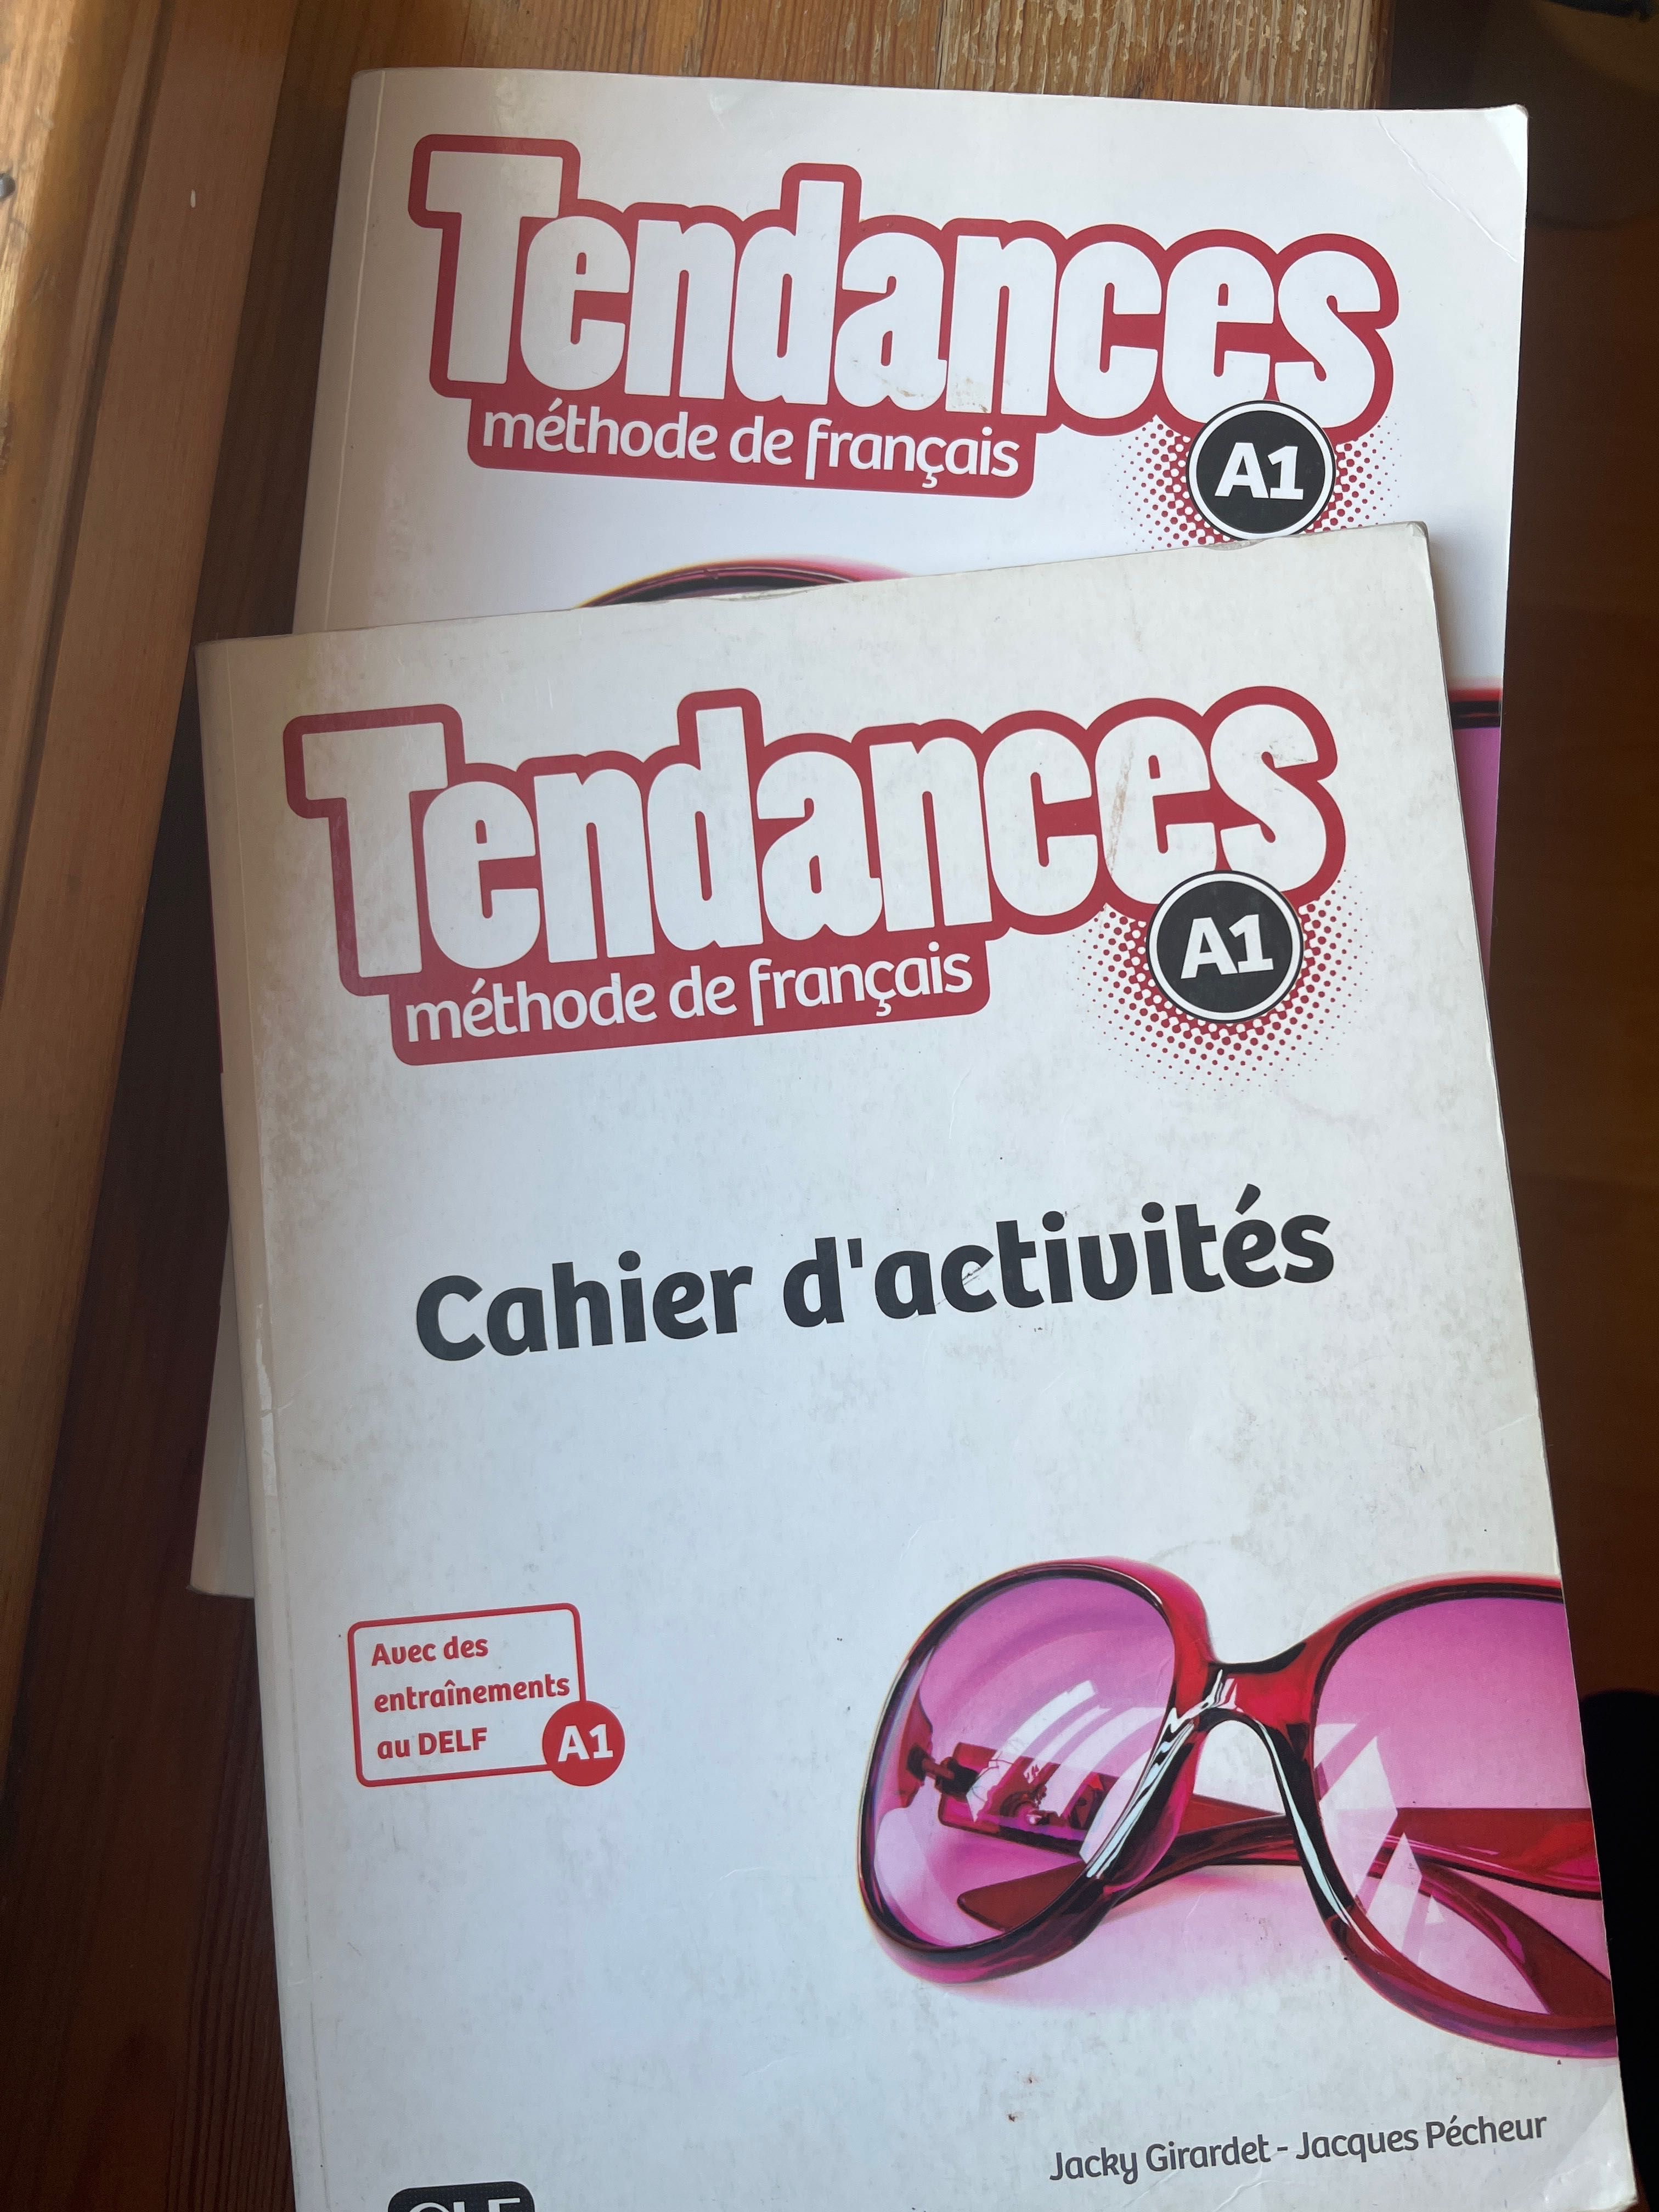 Tendances
méthode de français
A1
Tendances
méthode de français
A1
Cahier d'activités
Avec des
entraînements
au DELF
A1
Jacky Girardet - Jacques Pécheur
CLE